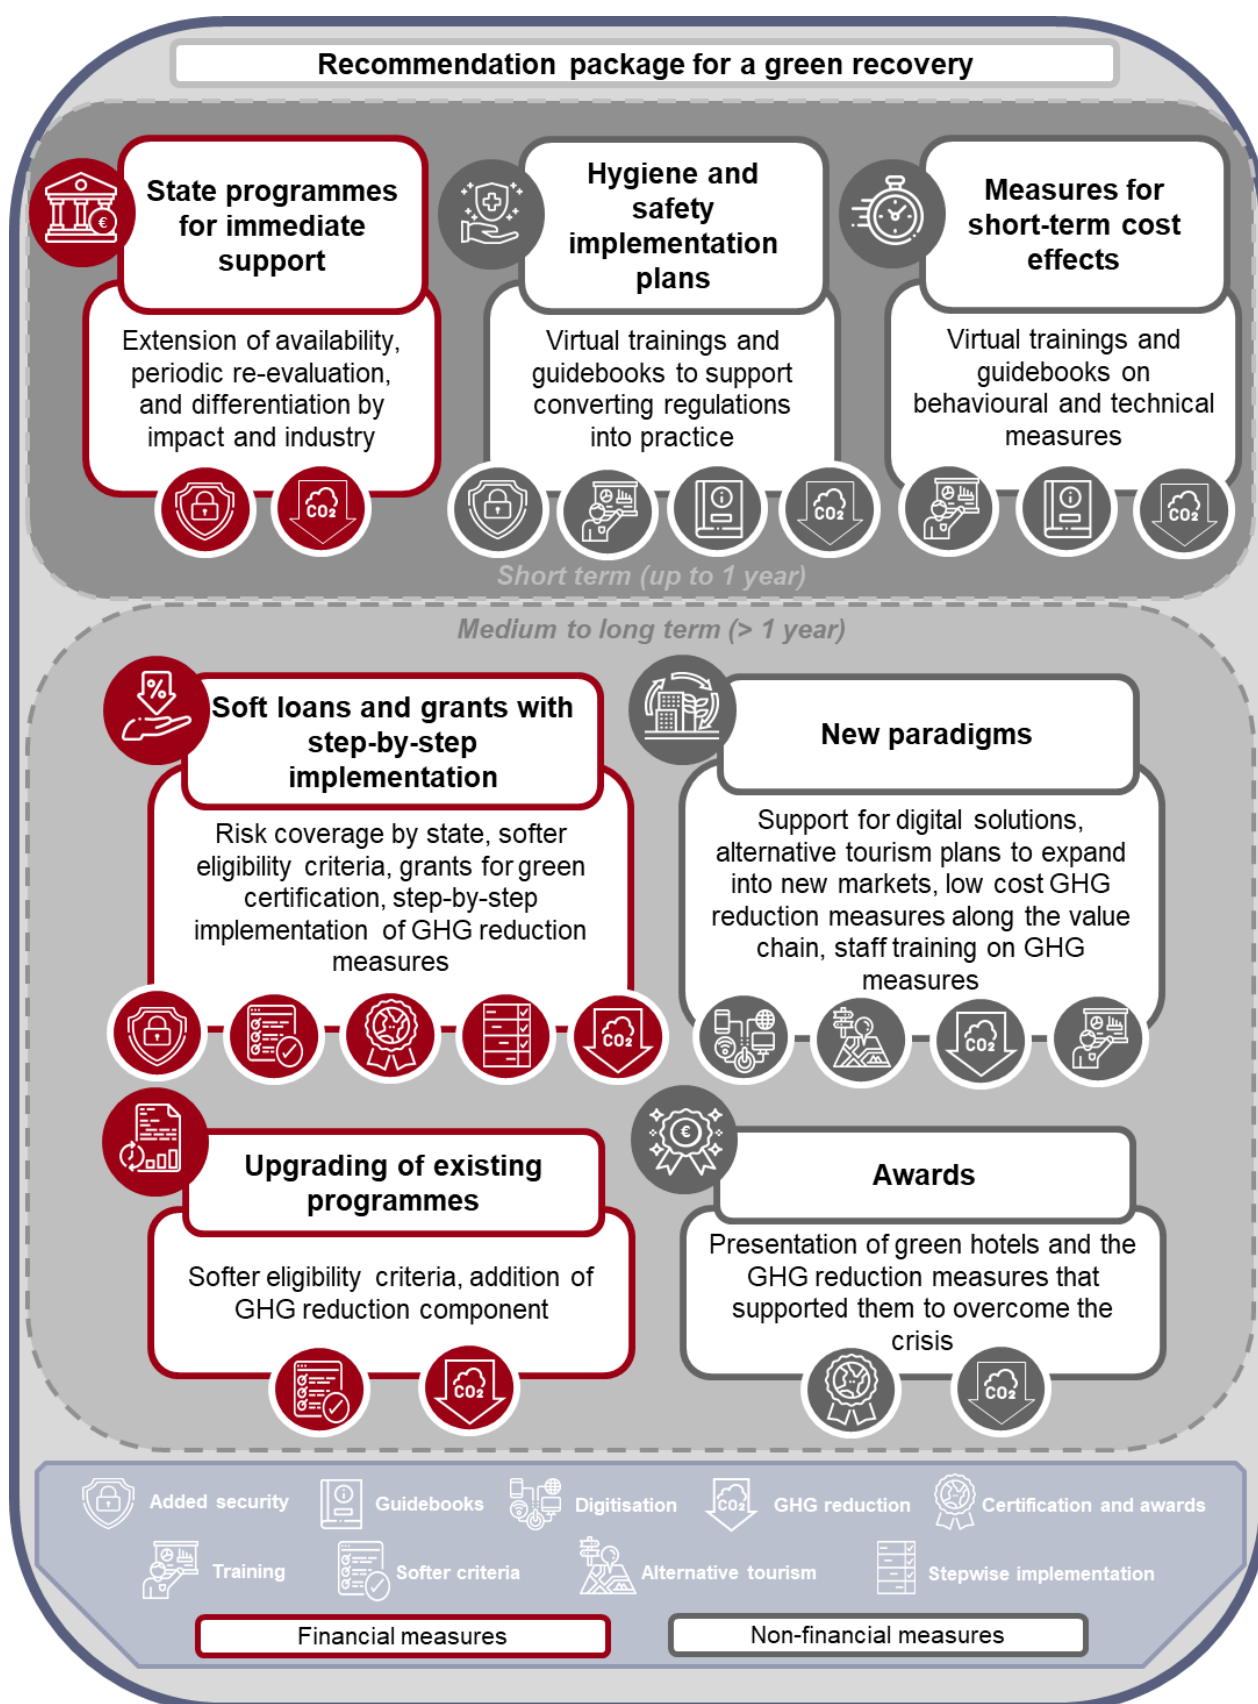 Recommendation package for a green recovery
State programmes
for immediate
support
Extension of availability,
periodic re-evaluation,
and differentiation by
impact and industry
€
CO2
Hygiene and
safety
implementation
plans
Virtual trainings and
guidebooks to support
converting regulations
into practice
CO2
Measures for
short-term cost
effects
Virtual trainings and
guidebooks on
behavioural and technical
measures
CO2
Short term (up to 1 year)
Medium to long term (> 1 year)
%
Soft loans and grants with
step-by-step
implementation
Risk coverage by state, softer
eligibility criteria, grants for green
certification, step-by-step
implementation of GHG reduction
measures
CO2
New paradigms
Support for digital solutions,
alternative tourism plans to expand
into new markets, low cost GHG
reduction measures along the value
chain, staff training on GHG
measures
CO2
Upgrading of existing
programmes
Softer eligibility criteria, addition of
GHG reduction component
CO2
€
Awards
Presentation of green hotels and the
GHG reduction measures that
supported them to overcome the
crisis
CO2
Added security
Guidebooks
Digitisation
CO2
GHG reduction
Certification and awards
Training
Softer criteria
Alternative tourism
Stepwise implementation
Financial measures
Non-financial measures